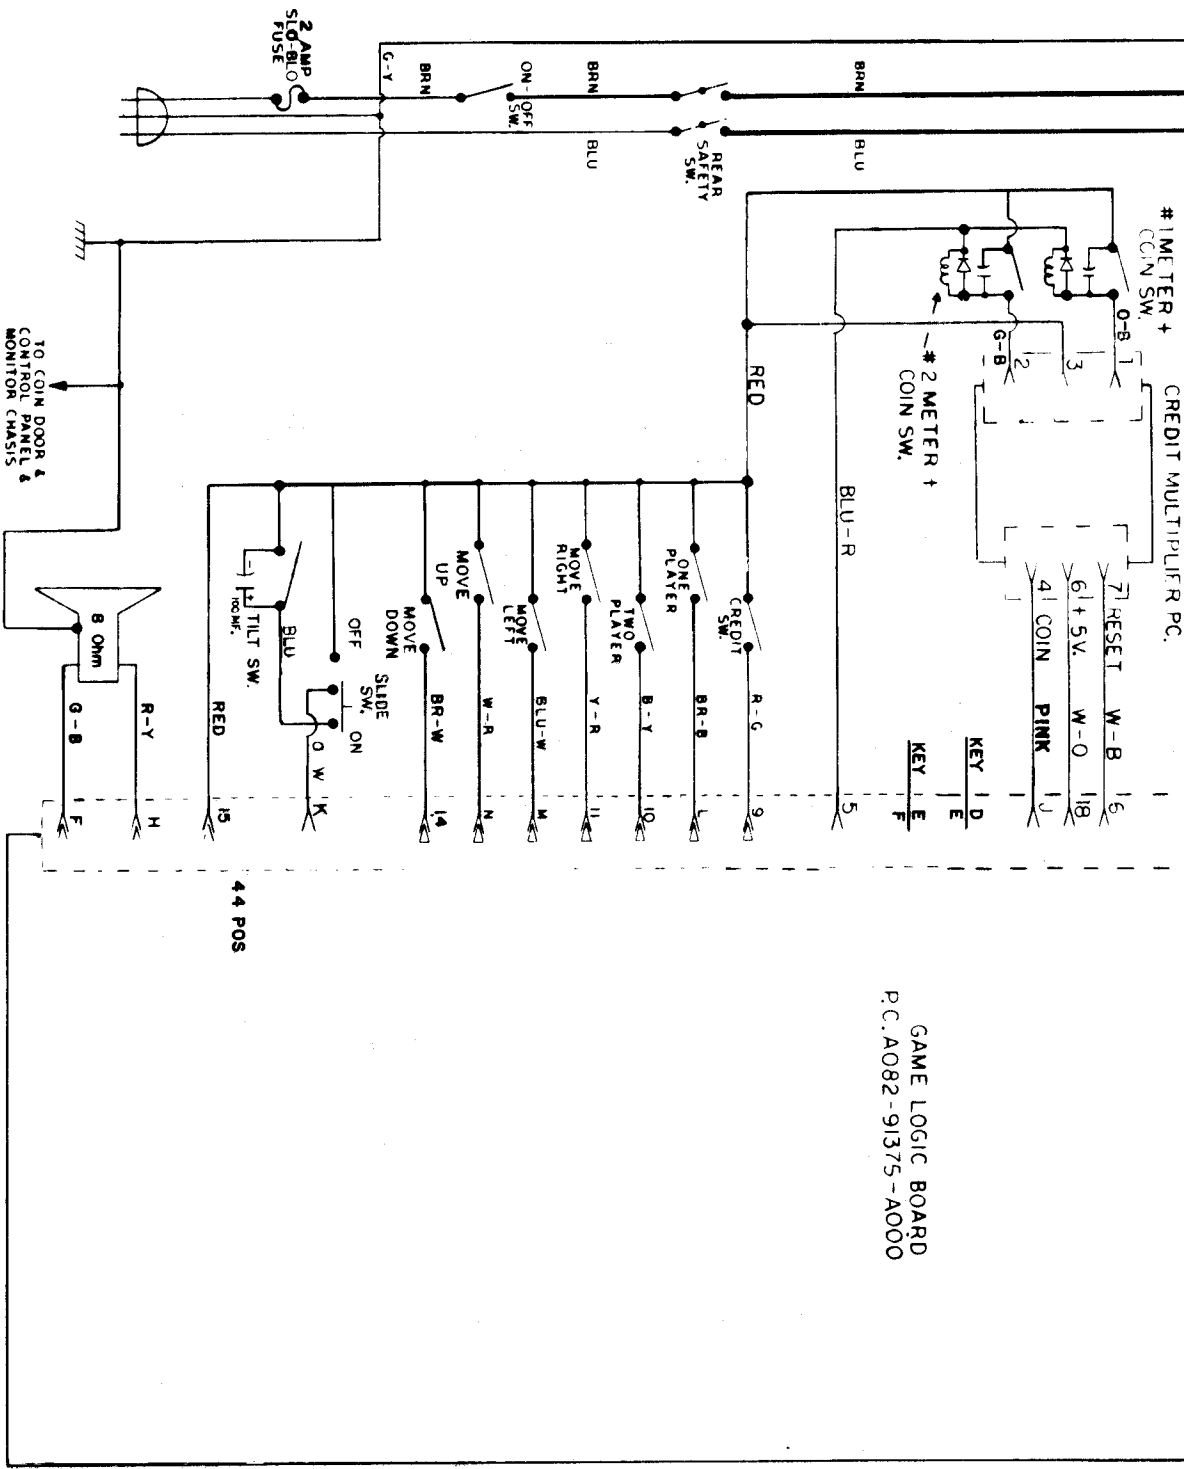 2 AMP
SLO-BLO
FUSE
G-Y
BRN
ON-OFF
SW.
BRN
BLU
REAR
SAFETY
SW.
BRN
BLU
#1 METER +
COIN SW.
O-B
G-B
1
3
2
#2 METER +
COIN SW.
CREDIT MULTIPLIER PC.
7 RESET W-B 6
6 + 5V. W-O 18
4 COIN PINK J
KEY D
E
KEY E
F
RED
BLU-R
5
CREDIT
SW.
R-G
9
ONE
PLAYER
BR-B
L
TWO
PLAYER
B-Y
10
MOVE
RIGHT
Y-R
11
MOVE
LEFT
BLU-W
M
MOVE
UP
W-R
N
MOVE
DOWN
BR-W
14
OFF
SLIDE
SW.
ON
O W
K
(-)
+
100 MF.
TILT SW.
BLU
RED
15
TO COIN DOOR &
CONTROL PANEL &
MONITOR CHASIS
8 Ohm
R-Y
H
G-B
F
44 POS
GAME LOGIC BOARD
P.C. A082-91375-A000